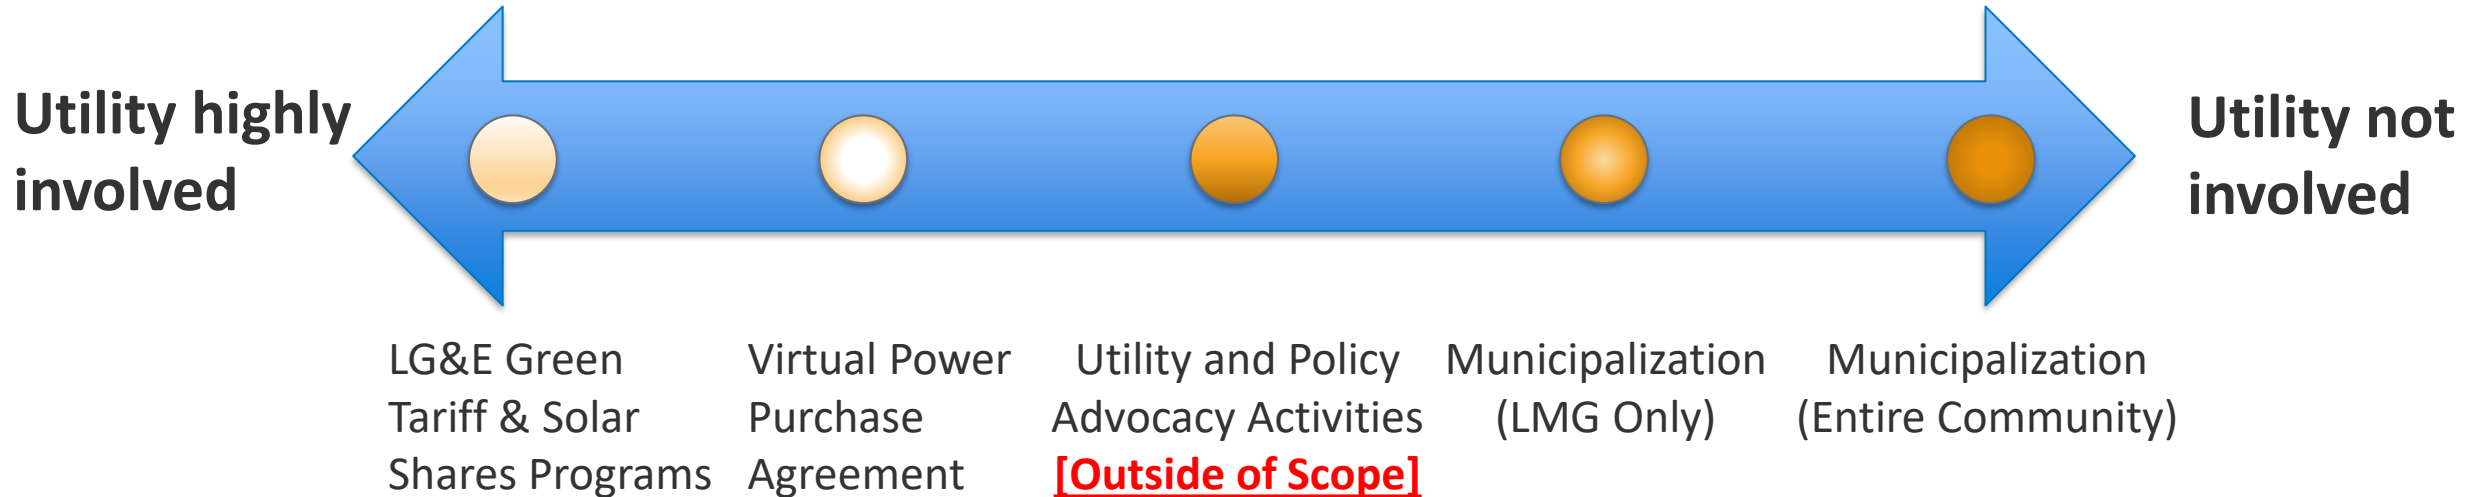 Utility highly
involved
Utility not
involved
LG&E Green
Tariff & Solar
Shares Programs
Virtual Power
Purchase
Agreement
Utility and Policy
Advocacy Activities
[Outside of Scope]
Municipalization
(LMG Only)
Municipalization
(Entire Community)